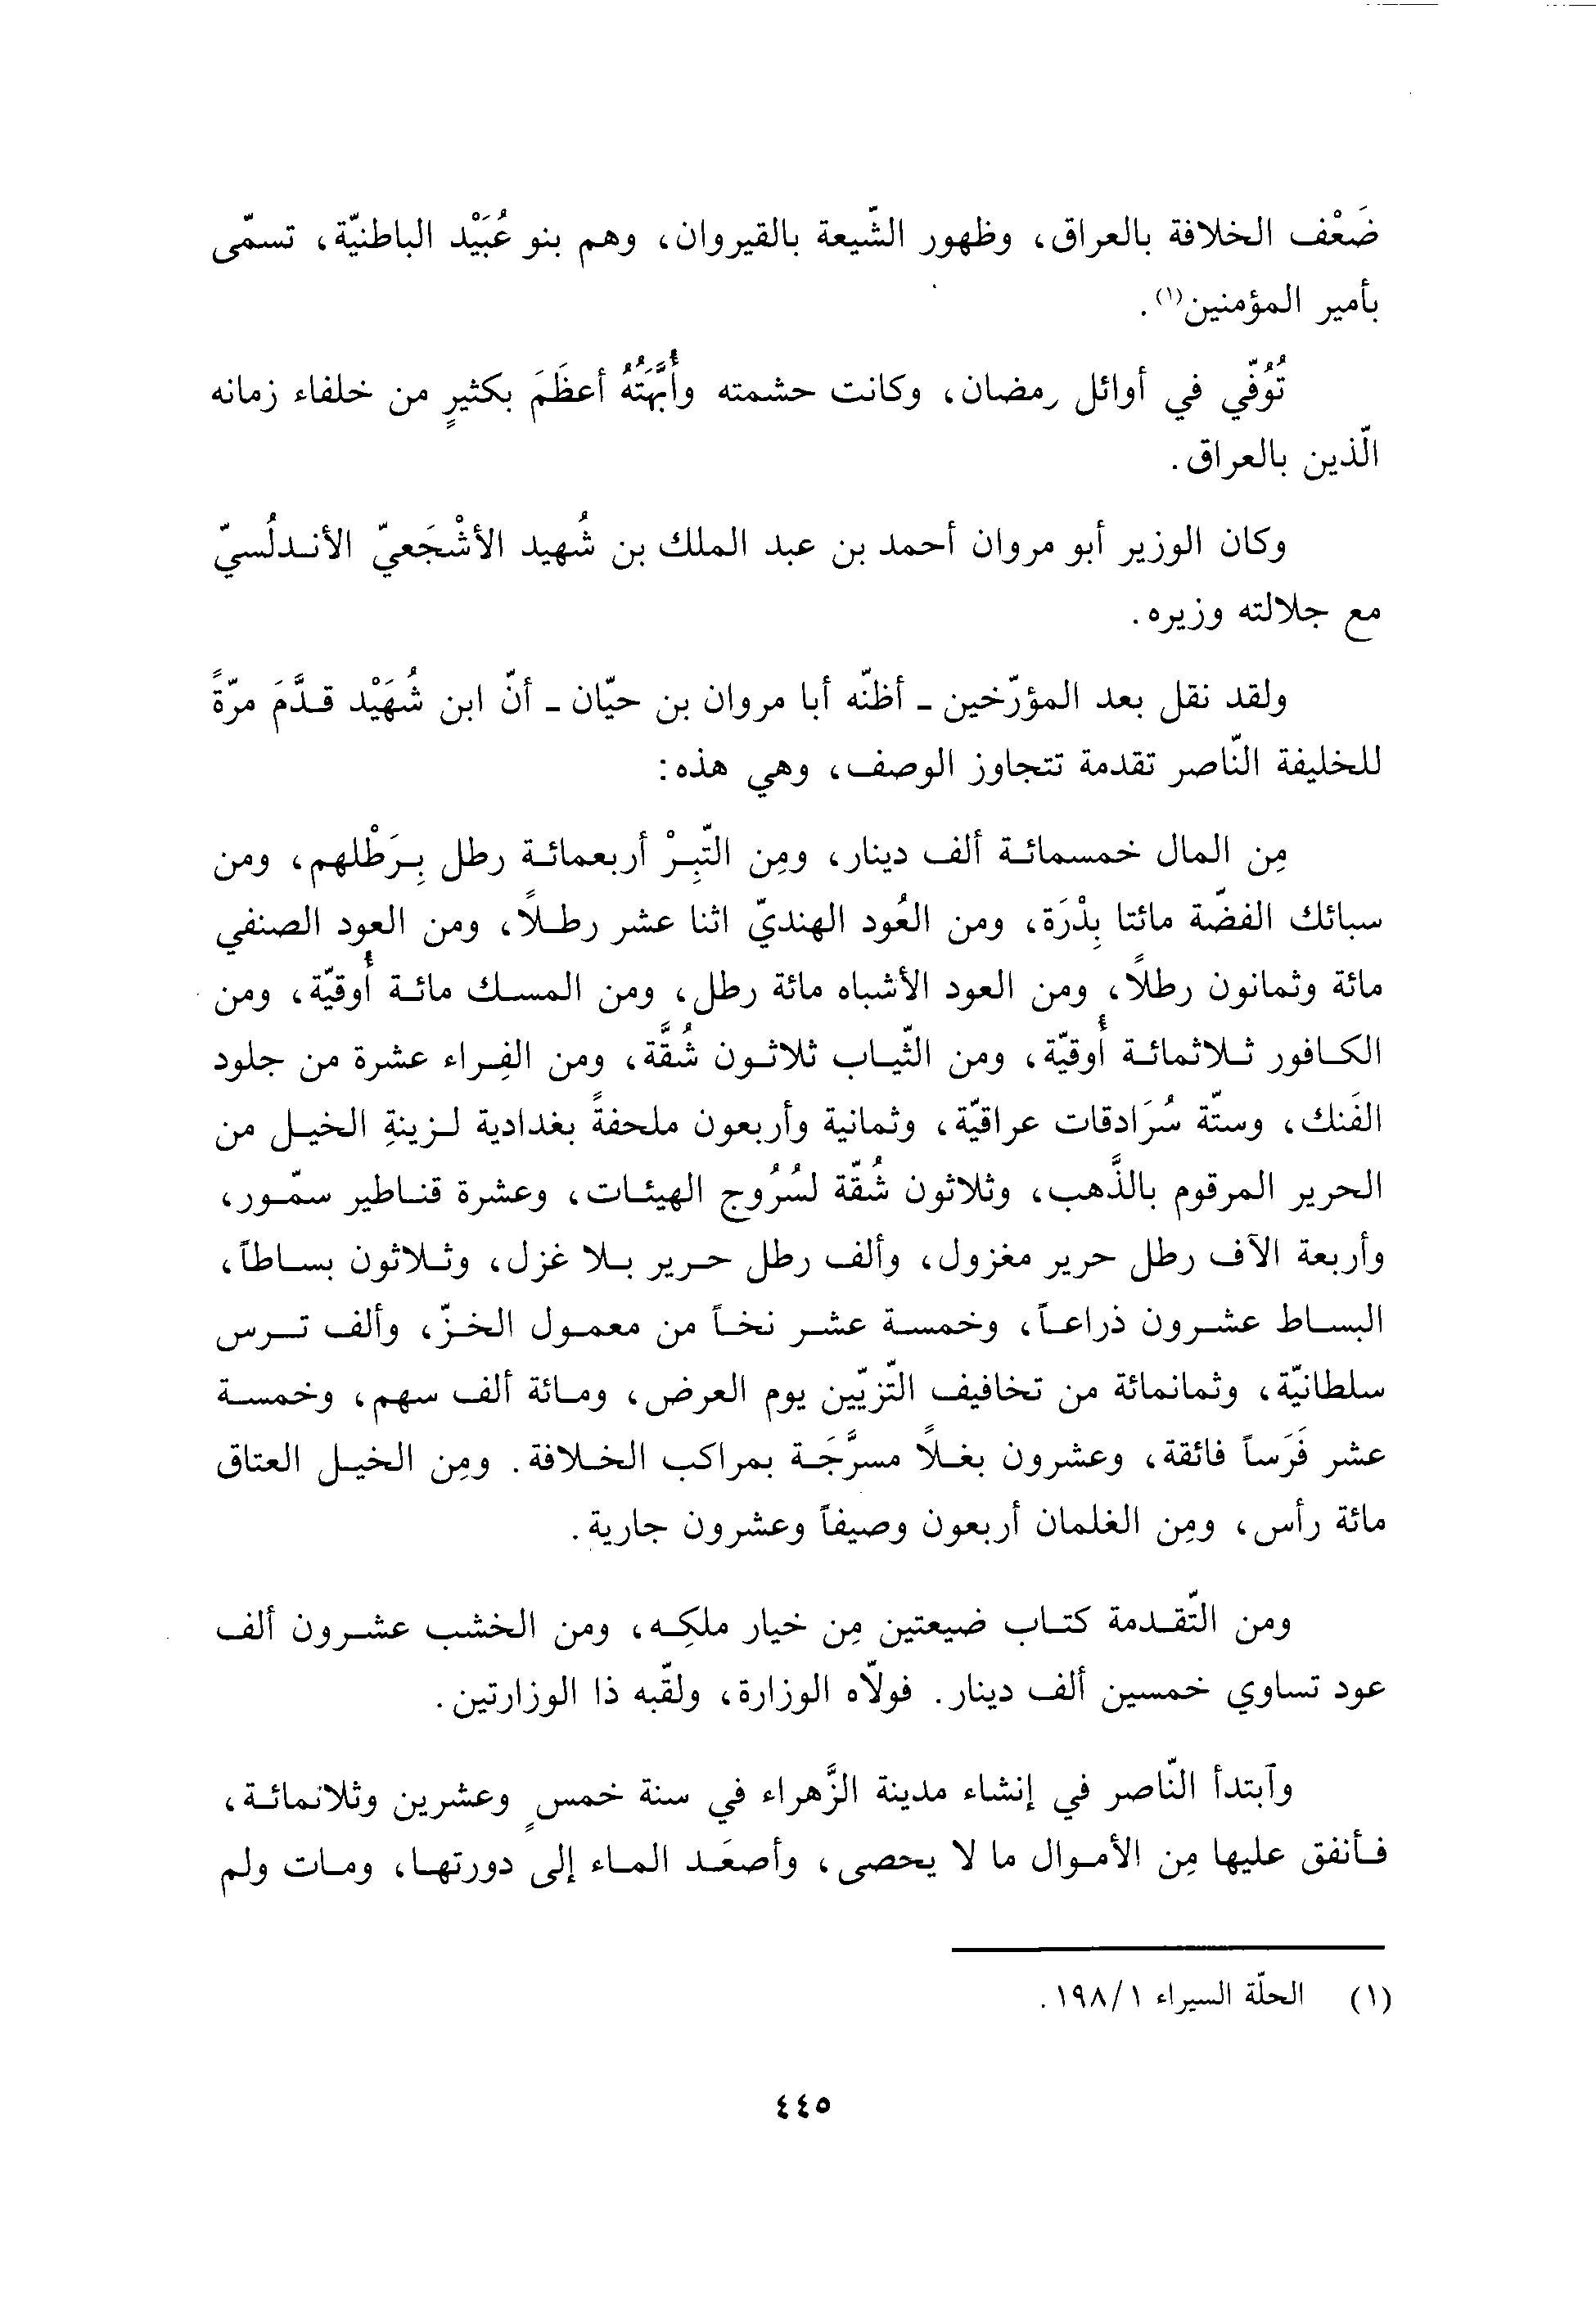 ضَعْف الخلافة بالعراق، وظهور الشّيعة بالقيروان، وهم بنو عُبَيْد الباطنيّة، تسمّى
بأمير المؤمنين(١).
تُوُفّي في أوائل رمضان، وكانت حشمته وأُبَّهَتُهُ أعظَمَ بكثيرٍ من خلفاء زمانه
الّذين بالعراق.
وكان الوزير أبو مروان أحمد بن عبد الملك بن شُهيد الأشْجَعيّ الأندلُسيّ
مع جلالته وزيره.
ولقد نقل بعد المؤرّخين - أظنّه أبا مروان بن حيّان - أنّ ابن شُهَيْد قدَّمَ مرّةً
للخليفة النّاصر تقدمة تتجاوز الوصف، وهي هذه:
مِن المال خمسمائة ألف دينار، ومِن التّبِرْ أربعمائة رطل بِرَطْلهم، ومن
سبائك الفضّة مائتا بِدْرَة، ومن العُود الهنديّ اثنا عشر رطلاً، ومن العود الصنفي
مائة وثمانون رطلاً، ومن العود الأشباه مائة رطل، ومن المسك مائة أُوقيّة، ومن
الكافور ثلاثمائة أُوقيّة، ومن الثّياب ثلاثون شُقَّة، ومن الفِراء عشرة من جلود
الفَنك، وستّة سُرَادقات عراقيّة، وثمانية وأربعون ملحفةً بغدادية لزينةِ الخيل من
الحرير المرقوم بالذَّهب، وثلاثون شُقّة لسُرُوج الهيئات، وعشرة قناطير سمّور،
وأربعة الآف رطل حرير مغزول، وألف رطل حرير بلا غزل، وثلاثون بساطاً،
البساط عشرون ذراعاً، وخمسة عشر نخاً من معمول الخزّ، وألف ترس
سلطانيّة، وثمانمائة من تخافيف التّزيّين يوم العرض، ومائة ألف سهم، وخمسة
عشر فَرَساً فائقة، وعشرون بغلاً مسرَّجَة بمراكب الخلافة. ومِن الخيل العتاق
مائة رأس، ومِن الغلمان أربعون وصيفاً وعشرون جارية.
ومن التّقدمة كتاب ضيعتين مِن خيار ملكِه، ومن الخشب عشرون ألف
عود تساوي خمسين ألف دينار. فولاّه الوزارة، ولقّبه ذا الوزارتين.
وآبتدأ النّاصر في إنشاء مدينة الزَّهراء في سنة خمسٍ وعشرين وثلاثمائة،
فأنفق عليها مِن الأموال ما لا يحصى، وأصعَد الماء إلى دورتها، ومات ولم
(١) الحلّة السيراء ١/ ١٩٨.
٤٤٥